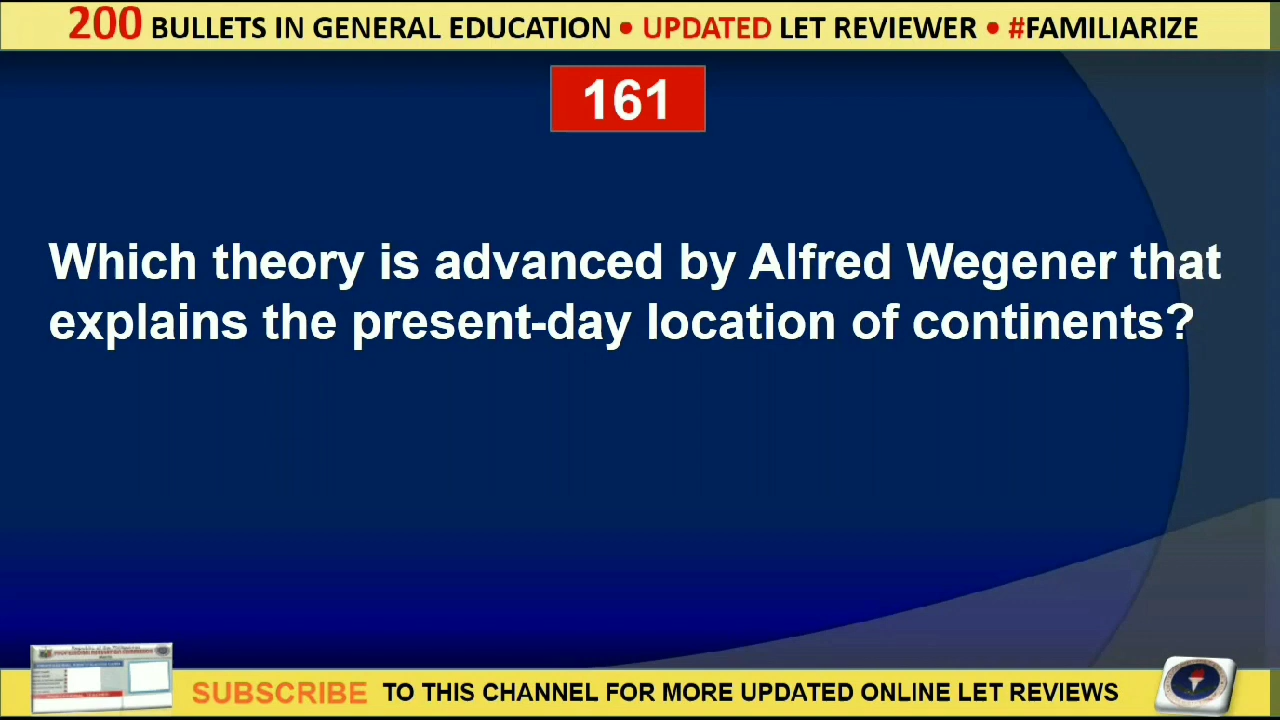 200 BULLETS IN GENERAL EDUCATION • UPDATED LET REVIEWER • #FAMILIARIZE
161
Which theory is advanced by Alfred Wegener that
explains the present-day location of continents?
SUBSCRIBE TO THIS CHANNEL FOR MORE UPDATED ONLINE LET REVIEWS